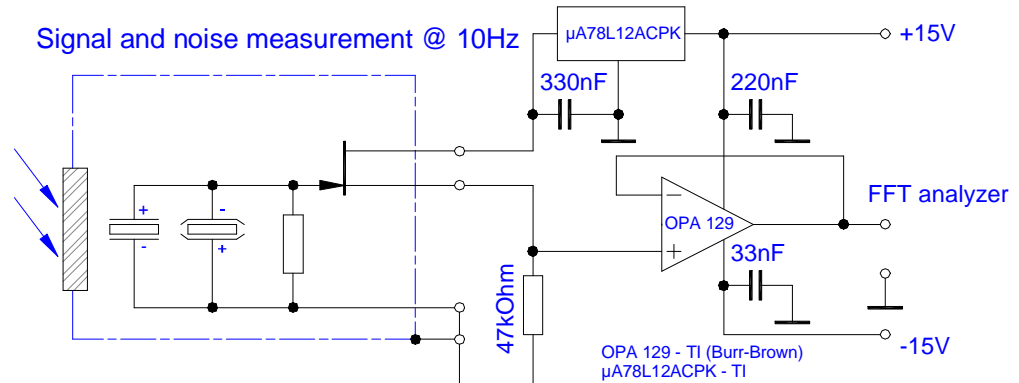 Signal and noise measurement @ 10Hz
µA78L12ACPK
+15V
330nF
220nF
+
-
-
+
−
OPA 129
+
FFT analyzer
33nF
47kOhm
-15V
OPA 129 - TI (Burr-Brown)
µA78L12ACPK - TI